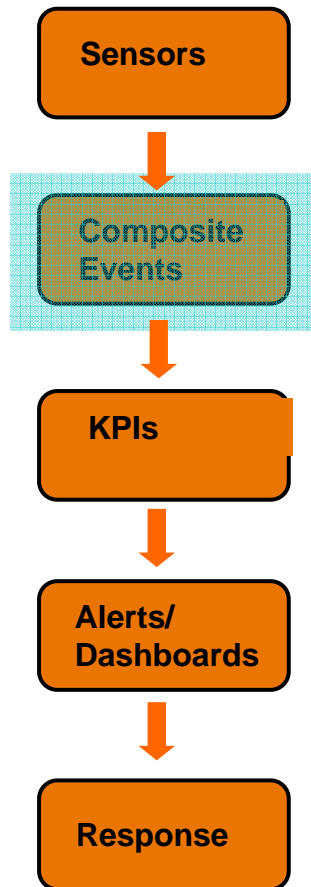 Sensors
Composite
Events
KPIs
Alerts/
Dashboards
Response